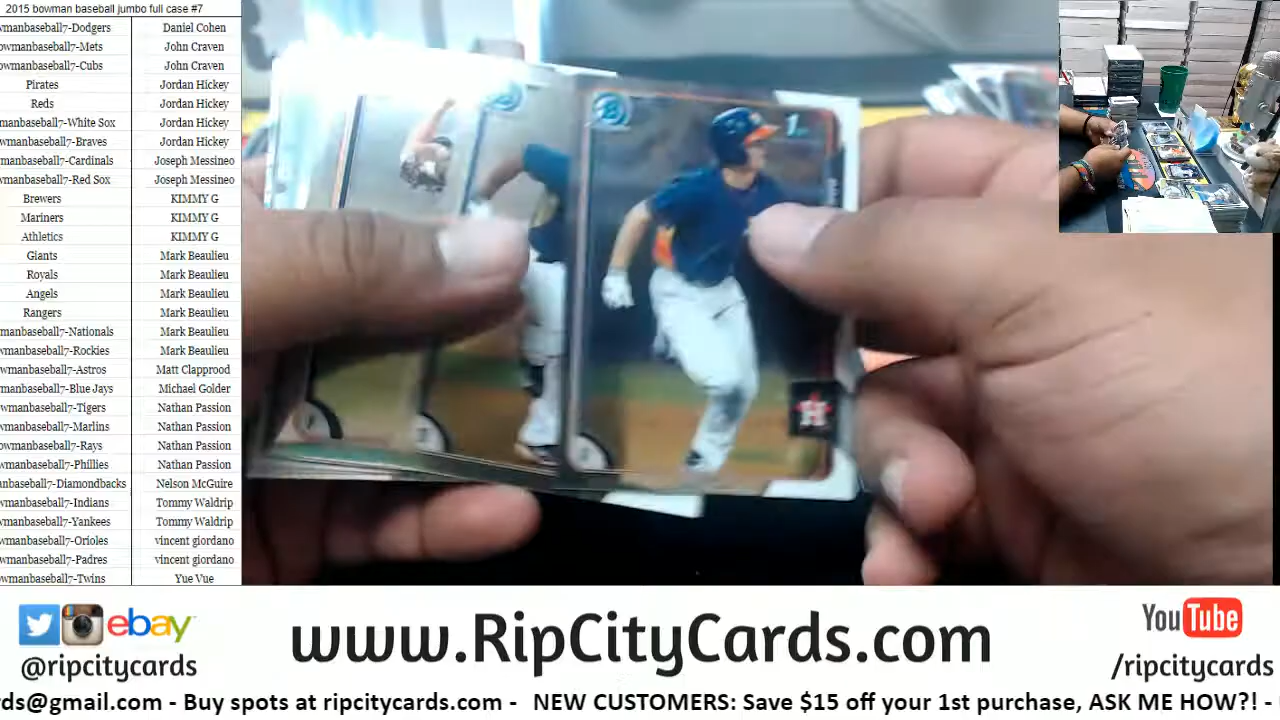 2015 bowman baseball jumbo full case #7
wmanbaseball7-Dodgers Daniel Cohen
owmanbaseball7-Mets John Craven
owmanbaseball7-Cubs John Craven
Pirates Jordan Hickey
Reds Jordan Hickey
manbaseball7-White Sox Jordan Hickey
wmanbaseball7-Braves Jordan Hickey
manbaseball7-Cardinals Joseph Messineo
manbaseball7-Red Sox Joseph Messineo
Brewers KIMMY G
Mariners KIMMY G
Athletics KIMMY G
Giants Mark Beaulieu
Royals Mark Beaulieu
Angels Mark Beaulieu
Rangers Mark Beaulieu
manbaseball7-Nationals Mark Beaulieu
wmanbaseball7-Rockies Mark Beaulieu
owmanbaseball7-Astros Matt Clapprood
manbaseball7-Blue Jays Michael Golder
wmanbaseball7-Tigers Nathan Passion
wmanbaseball7-Marlins Nathan Passion
owmanbaseball7-Rays Nathan Passion
wmanbaseball7-Phillies Nathan Passion
anbaseball7-Diamondbacks Nelson McGuire
wmanbaseball7-Indians Tommy Waldrip
wmanbaseball7-Yankees Tommy Waldrip
wmanbaseball7-Orioles vincent giordano
wmanbaseball7-Padres vincent giordano
wmanbaseball7-Twins Yue Vue
1st
H
ebay
@ripcitycards
www.RipCityCards.com
YouTube
/ripcitycards
rds@gmail.com - Buy spots at ripcitycards.com - NEW CUSTOMERS: Save $15 off your 1st purchase, ASK ME HOW?! -